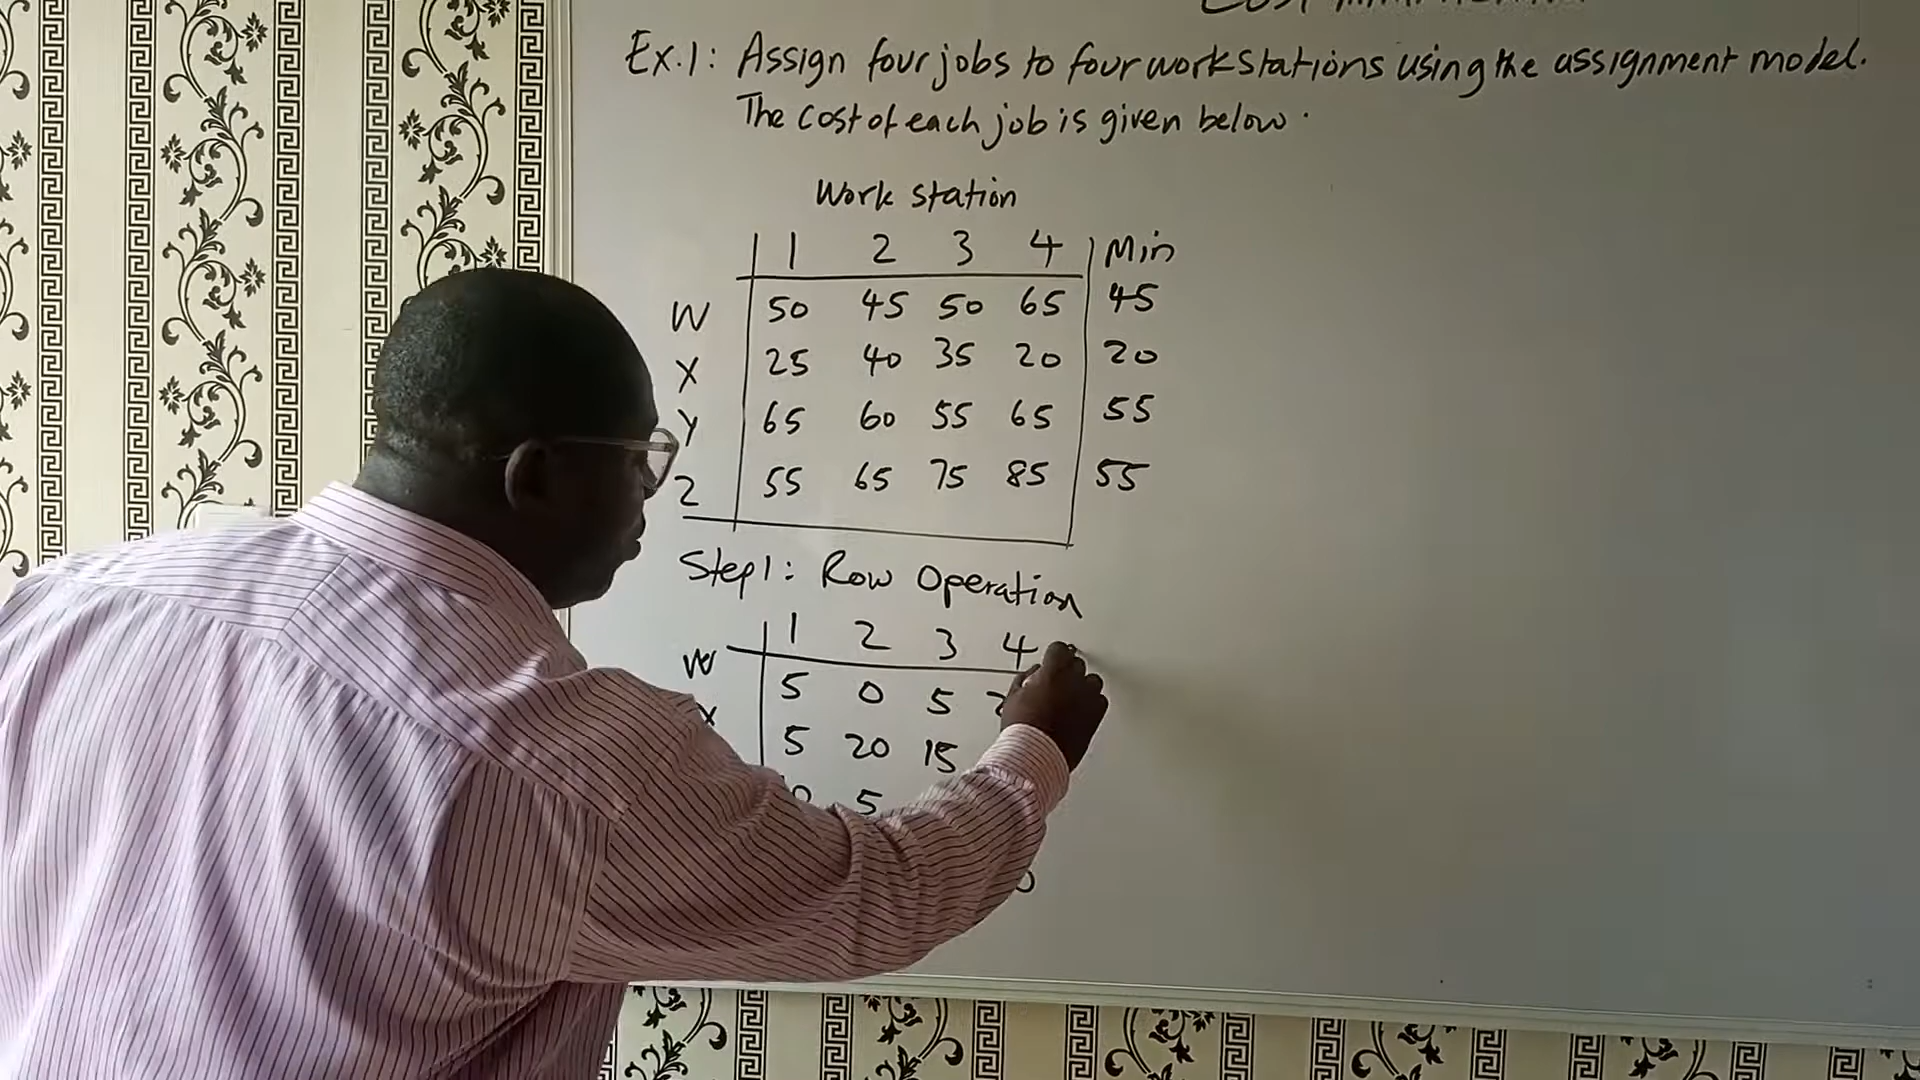 Ex.1: Assign four jobs to four workstations using the assignment model.
The cost of each job is given below.
Work station
1 2 3 4 Min
W 50 45 50 65 45
X 25 40 35 20 20
Y 65 60 55 65 55
Z 55 65 75 85 55
Step1: Row Operation
1 2 3 4
W
5 0 5
X
5 20 15
5